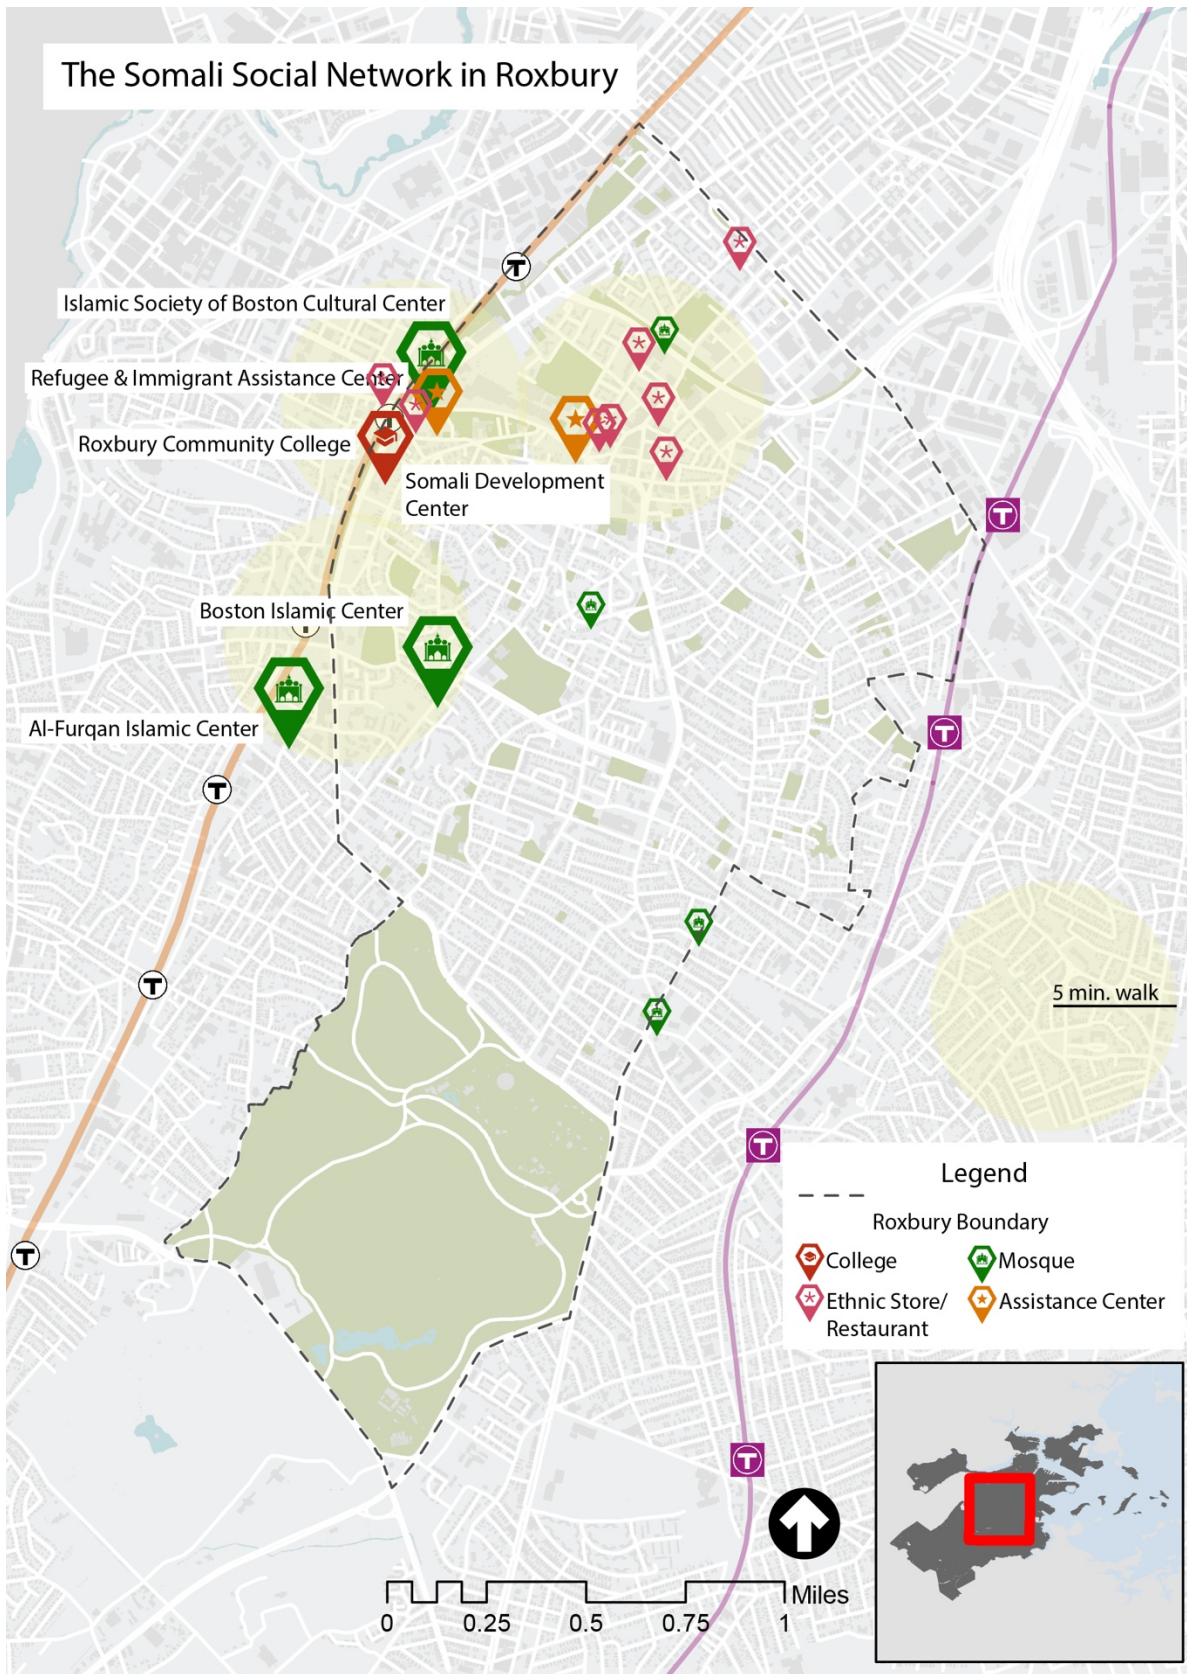 The Somali Social Network in Roxbury
T
Islamic Society of Boston Cultural Center
Refugee & Immigrant Assistance Center
Roxbury Community College
Somali Development
Center
T
Boston Islamic Center
Al-Furqan Islamic Center
T
T
T
5 min. walk
T
Legend
Roxbury Boundary
College
Mosque
Ethnic Store/
Restaurant
Assistance Center
T
T
Miles
0 0.25 0.5 0.75 1